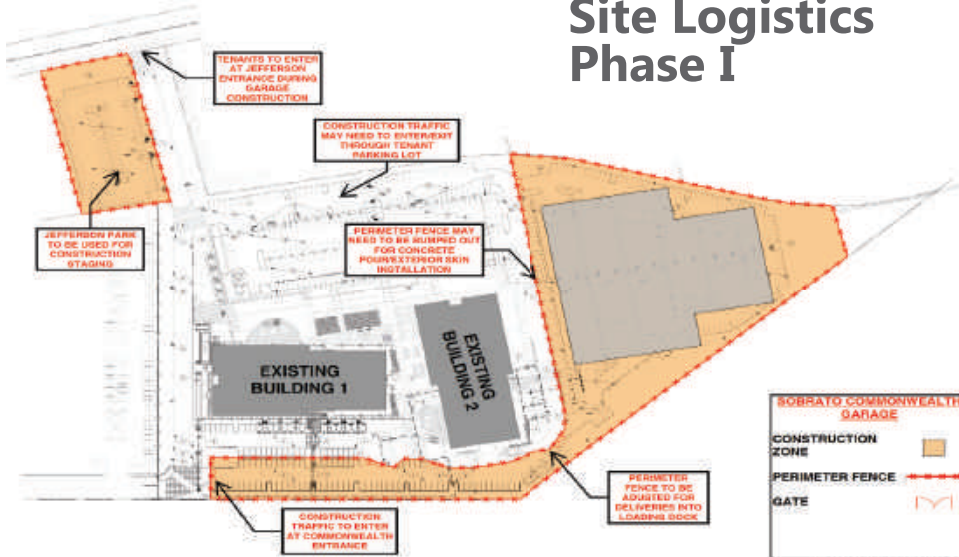 Site Logistics
Phase I
TENANTS TO ENTER
AT JEFFERSON
ENTRANCE DURING
GARAGE
CONSTRUCTION
CONSTRUCTION TRAFFIC
MAY NEED TO ENTER/EXIT
THROUGH TENANT
PARKING LOT
JEFFERSON PARK
TO BE USED FOR
CONSTRUCTION
STAGING
PERIMETER FENCE MAY
NEED TO BE BUMPED OUT
FOR CONCRETE
POUR/EXTERIOR SKIN
INSTALLATION
EXISTING
BUILDING 1
EXISTING
BUILDING 2
CONSTRUCTION
TRAFFIC TO ENTER
AT COMMONWEALTH
ENTRANCE
PERIMETER
FENCE TO BE
ADJUSTED FOR
DELIVERIES INTO
LOADING DOCK
SOBRATO COMMONWEALTH
GARAGE
CONSTRUCTION
ZONE
PERIMETER FENCE
GATE